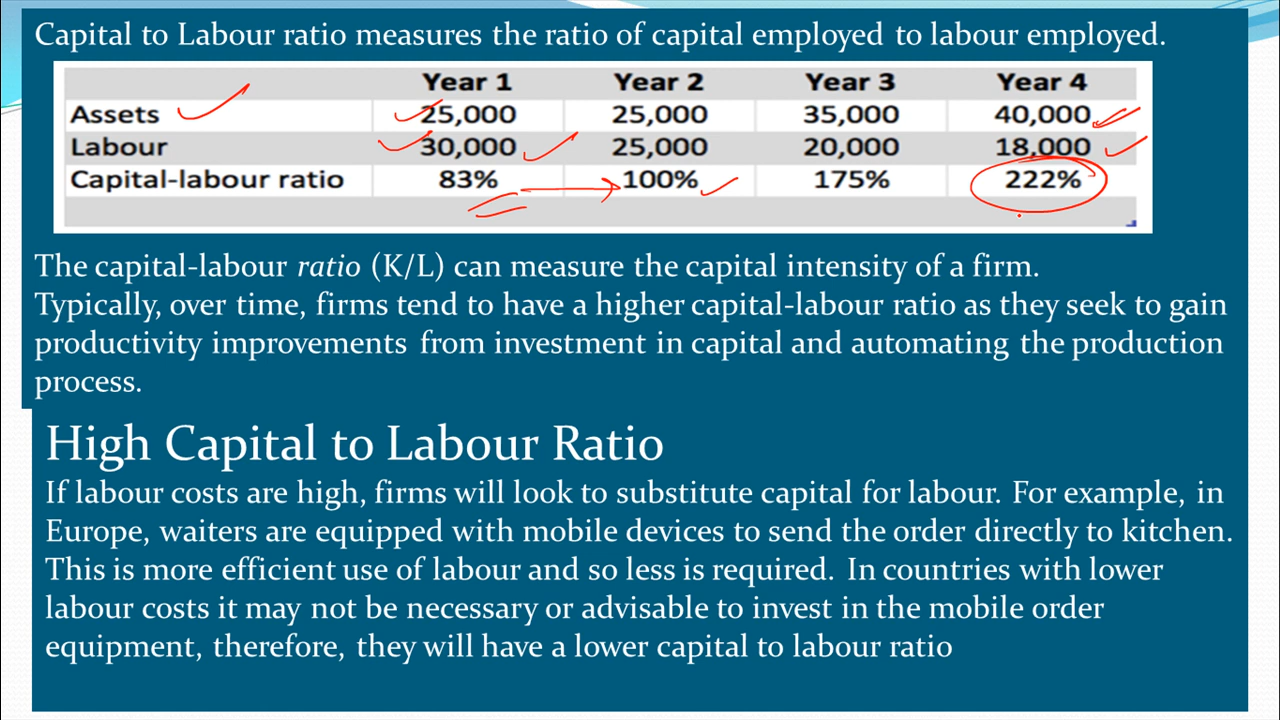 Capital to Labour ratio measures the ratio of capital employed to labour employed.
Year 1 Year 2 Year 3 Year 4
Assets 25,000 25,000 35,000 40,000
Labour 30,000 25,000 20,000 18,000
Capital-labour ratio 83% 100% 175% 222%
The capital-labour ratio (K/L) can measure the capital intensity of a firm.
Typically, over time, firms tend to have a higher capital-labour ratio as they seek to gain
productivity improvements from investment in capital and automating the production
process.
High Capital to Labour Ratio
If labour costs are high, firms will look to substitute capital for labour. For example, in
Europe, waiters are equipped with mobile devices to send the order directly to kitchen.
This is more efficient use of labour and so less is required. In countries with lower
labour costs it may not be necessary or advisable to invest in the mobile order
equipment, therefore, they will have a lower capital to labour ratio